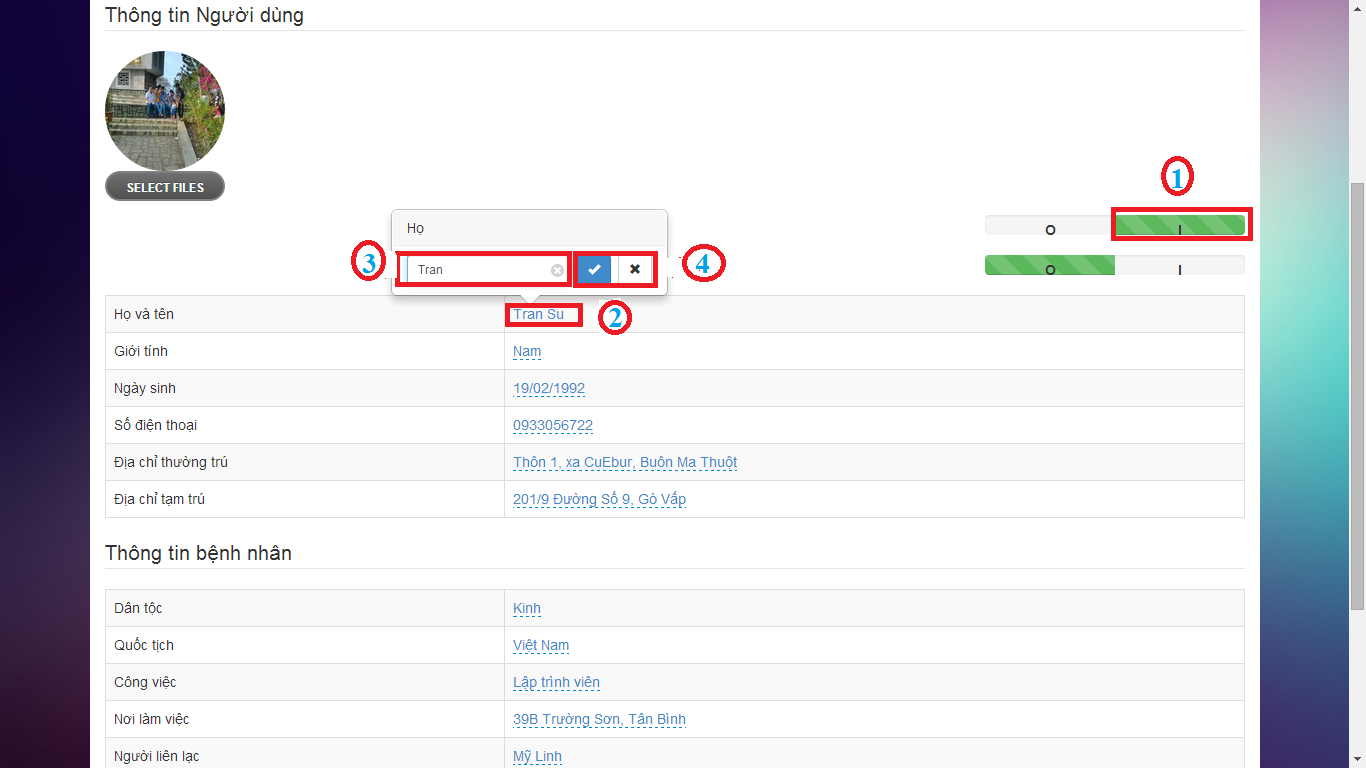 Thông tin Người dùng
SELECT FILES
1
O I
Họ
3 Tran 4
O I
Họ và tên Tran Su 2
Giới tính Nam
Ngày sinh 19/02/1992
Số điện thoại 0933056722
Địa chỉ thường trú Thôn 1, xa CuEbur, Buôn Ma Thuột
Địa chỉ tạm trú 201/9 Đường Số 9, Gò Vấp
Thông tin bệnh nhân
Dân tộc Kinh
Quốc tịch Việt Nam
Công việc Lập trình viên
Nơi làm việc 39B Trường Sơn, Tân Bình
Người liên lạc Mỹ Linh